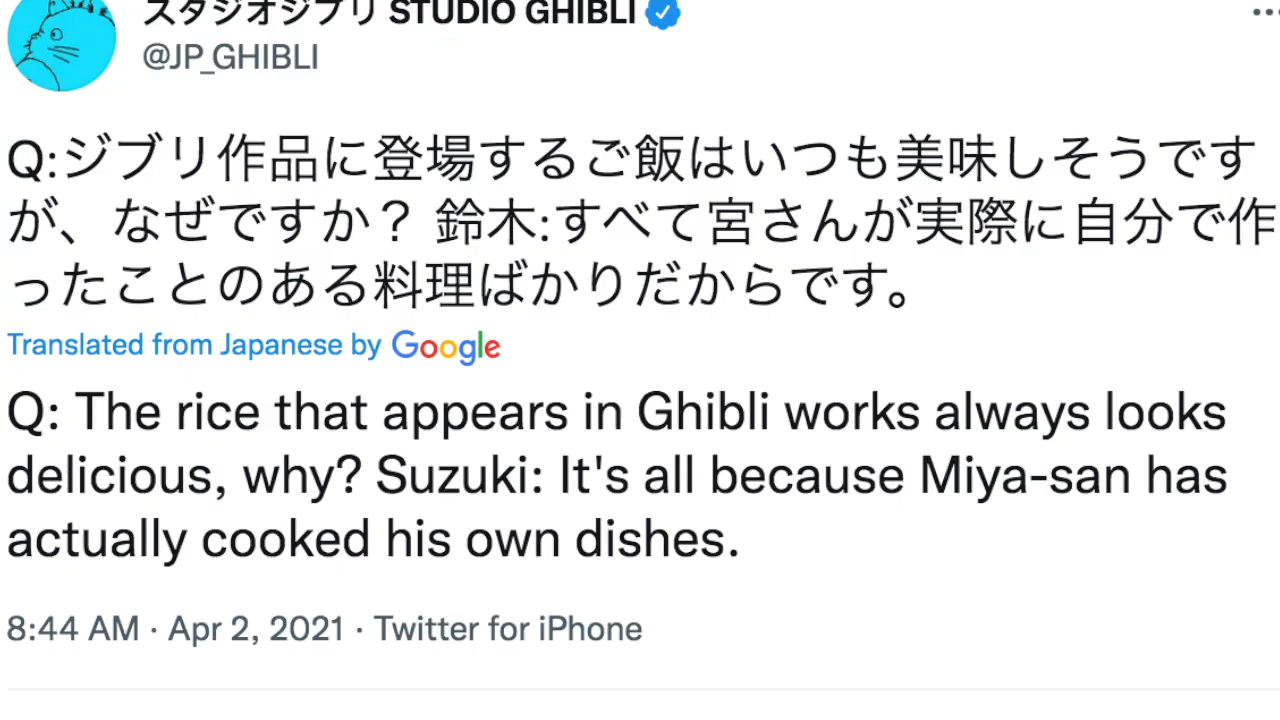 スタジオジブリ STUDIO GHIBLI
@JP_GHIBLI
Q:ジブリ作品に登場するご飯はいつも美味しそうです
が、なぜですか？ 鈴木:すべて宮さんが実際に自分で作
ったことのある料理ばかりだからです。
Translated from Japanese by Google
Q: The rice that appears in Ghibli works always looks
delicious, why? Suzuki: It's all because Miya-san has
actually cooked his own dishes.
8:44 AM · Apr 2, 2021 · Twitter for iPhone